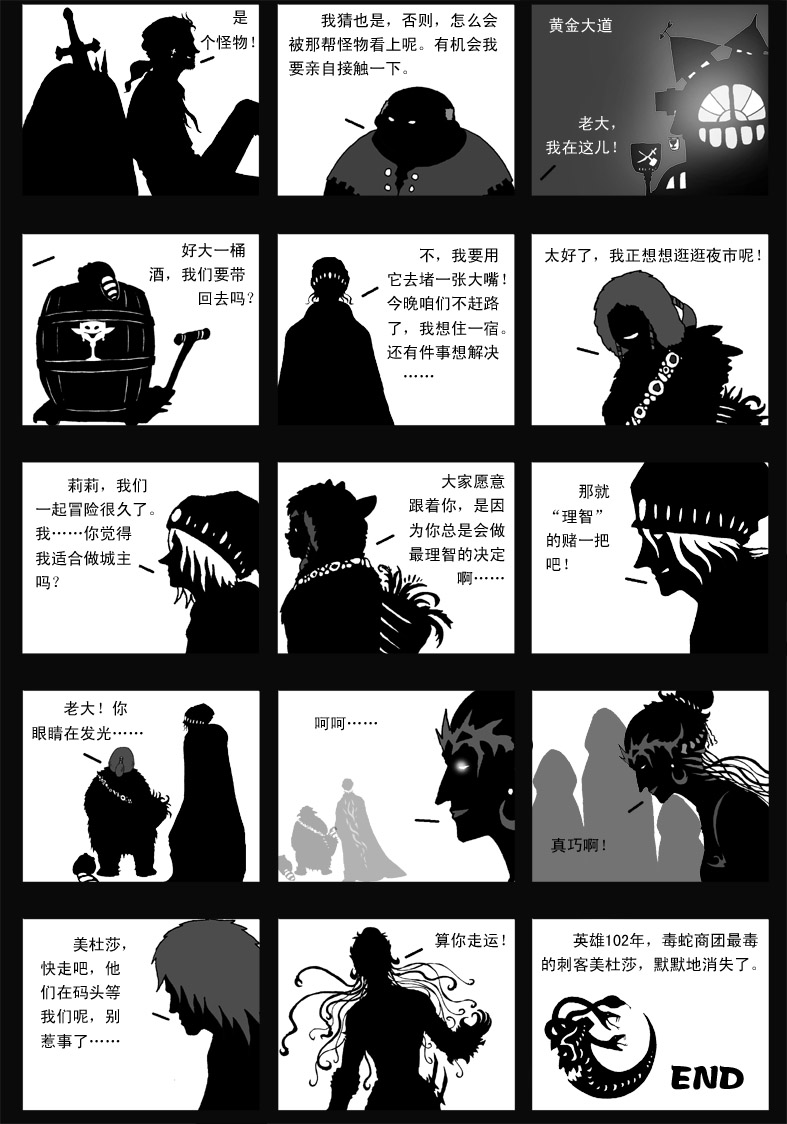 是
个怪物！
我猜也是，否则，怎么会
被那帮怪物看上呢。有机会我
要亲自接触一下。
黄金大道
老大，
我在这儿！
好大一桶
酒，我们要带
回去吗？
不，我要用
它去堵一张大嘴！
今晚咱们不赶路
了，我想住一宿。
还有件事想解决
……
太好了，我正想想逛逛夜市呢！
莉莉，我们
一起冒险很久了。
我……你觉得
我适合做城主
吗？
大家愿意
跟着你，是因
为你总是会做
最理智的决定
啊……
那就
“理智”
的赌一把
吧！
老大！你
眼睛在发光……
呵呵……
真巧啊！
美杜莎，
快走吧，他
们在码头等
我们呢，别
惹事了……
算你走运！
英雄102年，毒蛇商团最毒
的刺客美杜莎，默默地消失了。
END